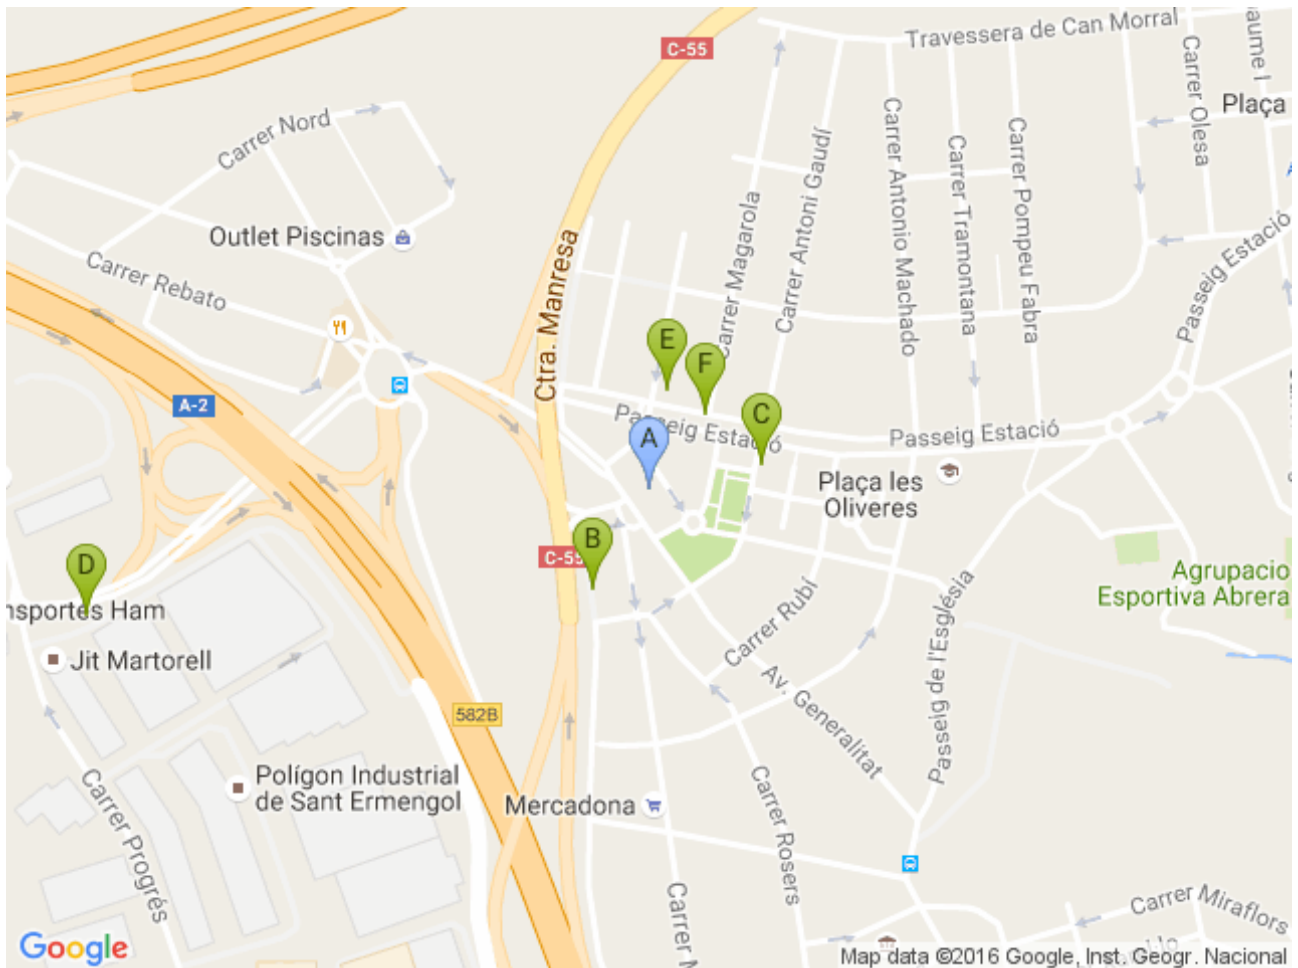 C-55
Travessera de Can Morral
Carrer Olesa
Plaça
Carrer Nord
Carrer Antoni Gaudí
Carrer Antonio Machado
Carrer Tramontana
Carrer Pompeu Fabra
Carrer Magarola
Outlet Piscinas
Passeig Estació
Carrer Rebato
Ctra. Manresa
E
F
A-2
C
Passeig Estació
Passeig Estació
A
Plaça les
Oliveres
B
C-55
D
Agrupacio
Esportiva Abrera
Ham
Jit Martorell
Carrer Rubí
Passeig de l'Església
Av. Generalitat
582B
Polígon Industrial
de Sant Ermengol
Mercadona
Carrer Progrés
Carrer Rosers
Carrer
Carrer Miraflors
Google
Map data ©2016 Google, Inst. Geogr. Nacional